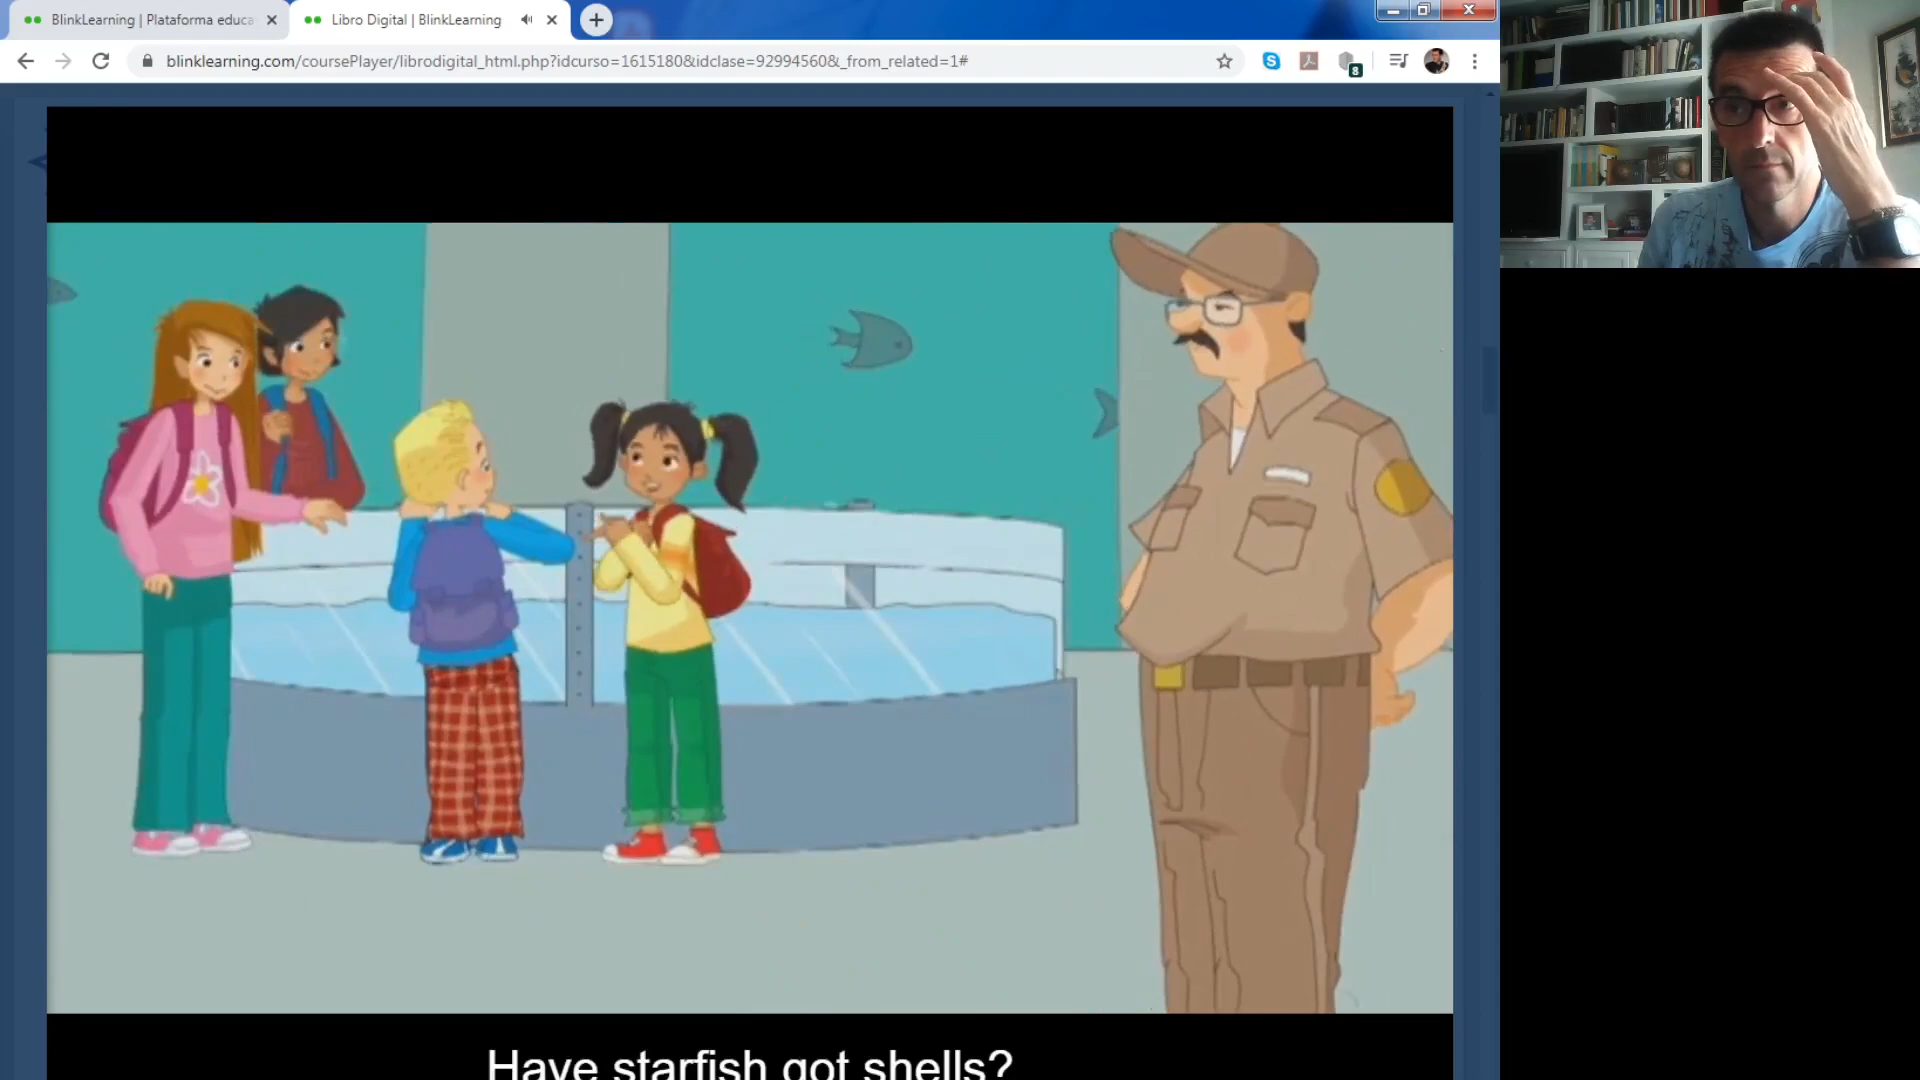 BlinkLearning | Plataforma educa
Libro Digital | BlinkLearning
blinklearning.com/coursePlayer/librodigital_html.php?idcurso=1615180&idclase=92994560&_from_related=1#
8
Have starfish got shells?